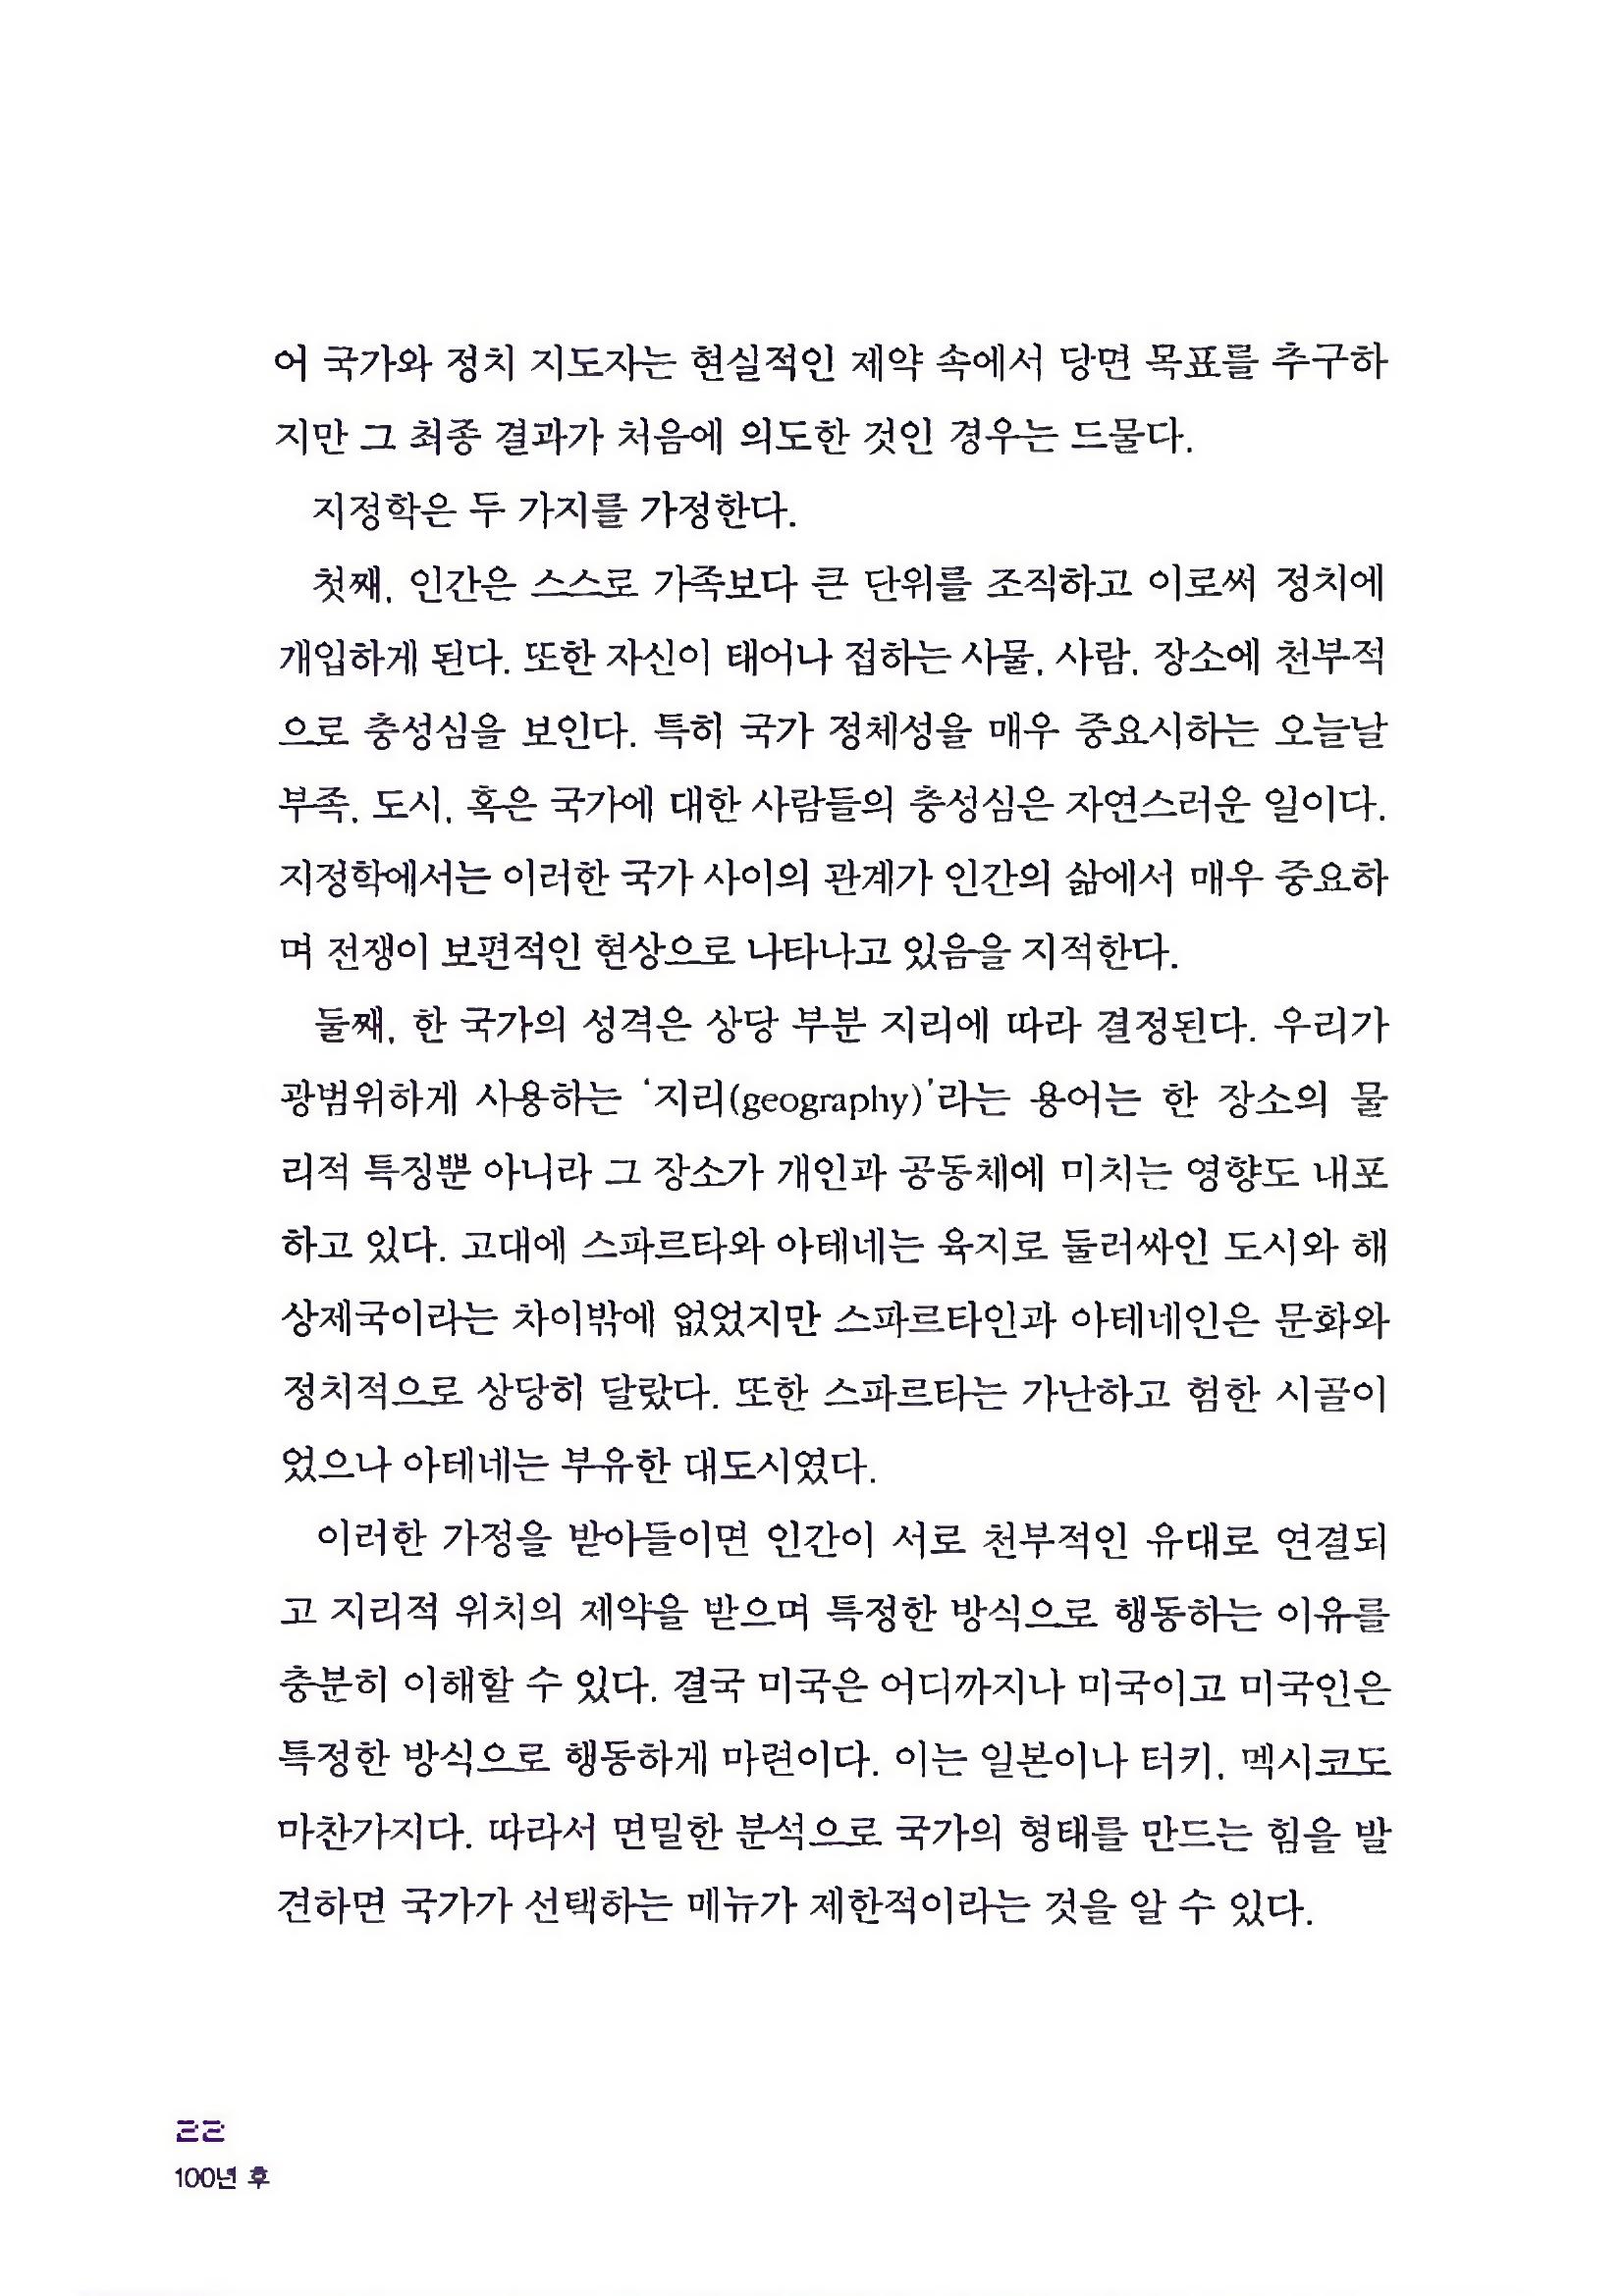 어 국가와 정치 지도자는 현실적인 제약 속에서 당면 목표를 추구하
지만 그 최종 결과가 처음에 의도한 것인 경우는 드물다.
지정학은 두 가지를 가정한다.
첫째, 인간은 스스로 가족보다 큰 단위를 조직하고 이로써 정치에
개입하게 된다. 또한 자신이 태어나 접하는 사물, 사람, 장소에 천부적
으로 충성심을 보인다. 특히 국가 정체성을 매우 중요시하는 오늘날
부족, 도시, 혹은 국가에 대한 사람들의 충성심은 자연스러운 일이다.
지정학에서는 이러한 국가 사이의 관계가 인간의 삶에서 매우 중요하
며 전쟁이 보편적인 현상으로 나타나고 있음을 지적한다.
둘째, 한 국가의 성격은 상당 부분 지리에 따라 결정된다. 우리가
광범위하게 사용하는 ‘지리(geography)’라는 용어는 한 장소의 물
리적 특징뿐 아니라 그 장소가 개인과 공동체에 미치는 영향도 내포
하고 있다. 고대에 스파르타와 아테네는 육지로 둘러싸인 도시와 해
상제국이라는 차이밖에 없었지만 스파르타인과 아테네인은 문화와
정치적으로 상당히 달랐다. 또한 스파르타는 가난하고 험한 시골이
었으나 아테네는 부유한 대도시였다.
이러한 가정을 받아들이면 인간이 서로 천부적인 유대로 연결되
고 지리적 위치의 제약을 받으며 특정한 방식으로 행동하는 이유를
충분히 이해할 수 있다. 결국 미국은 어디까지나 미국이고 미국인은
특정한 방식으로 행동하게 마련이다. 이는 일본이나 터키, 멕시코도
마찬가지다. 따라서 면밀한 분석으로 국가의 형태를 만드는 힘을 발
견하면 국가가 선택하는 메뉴가 제한적이라는 것을 알 수 있다.
22
100년 후